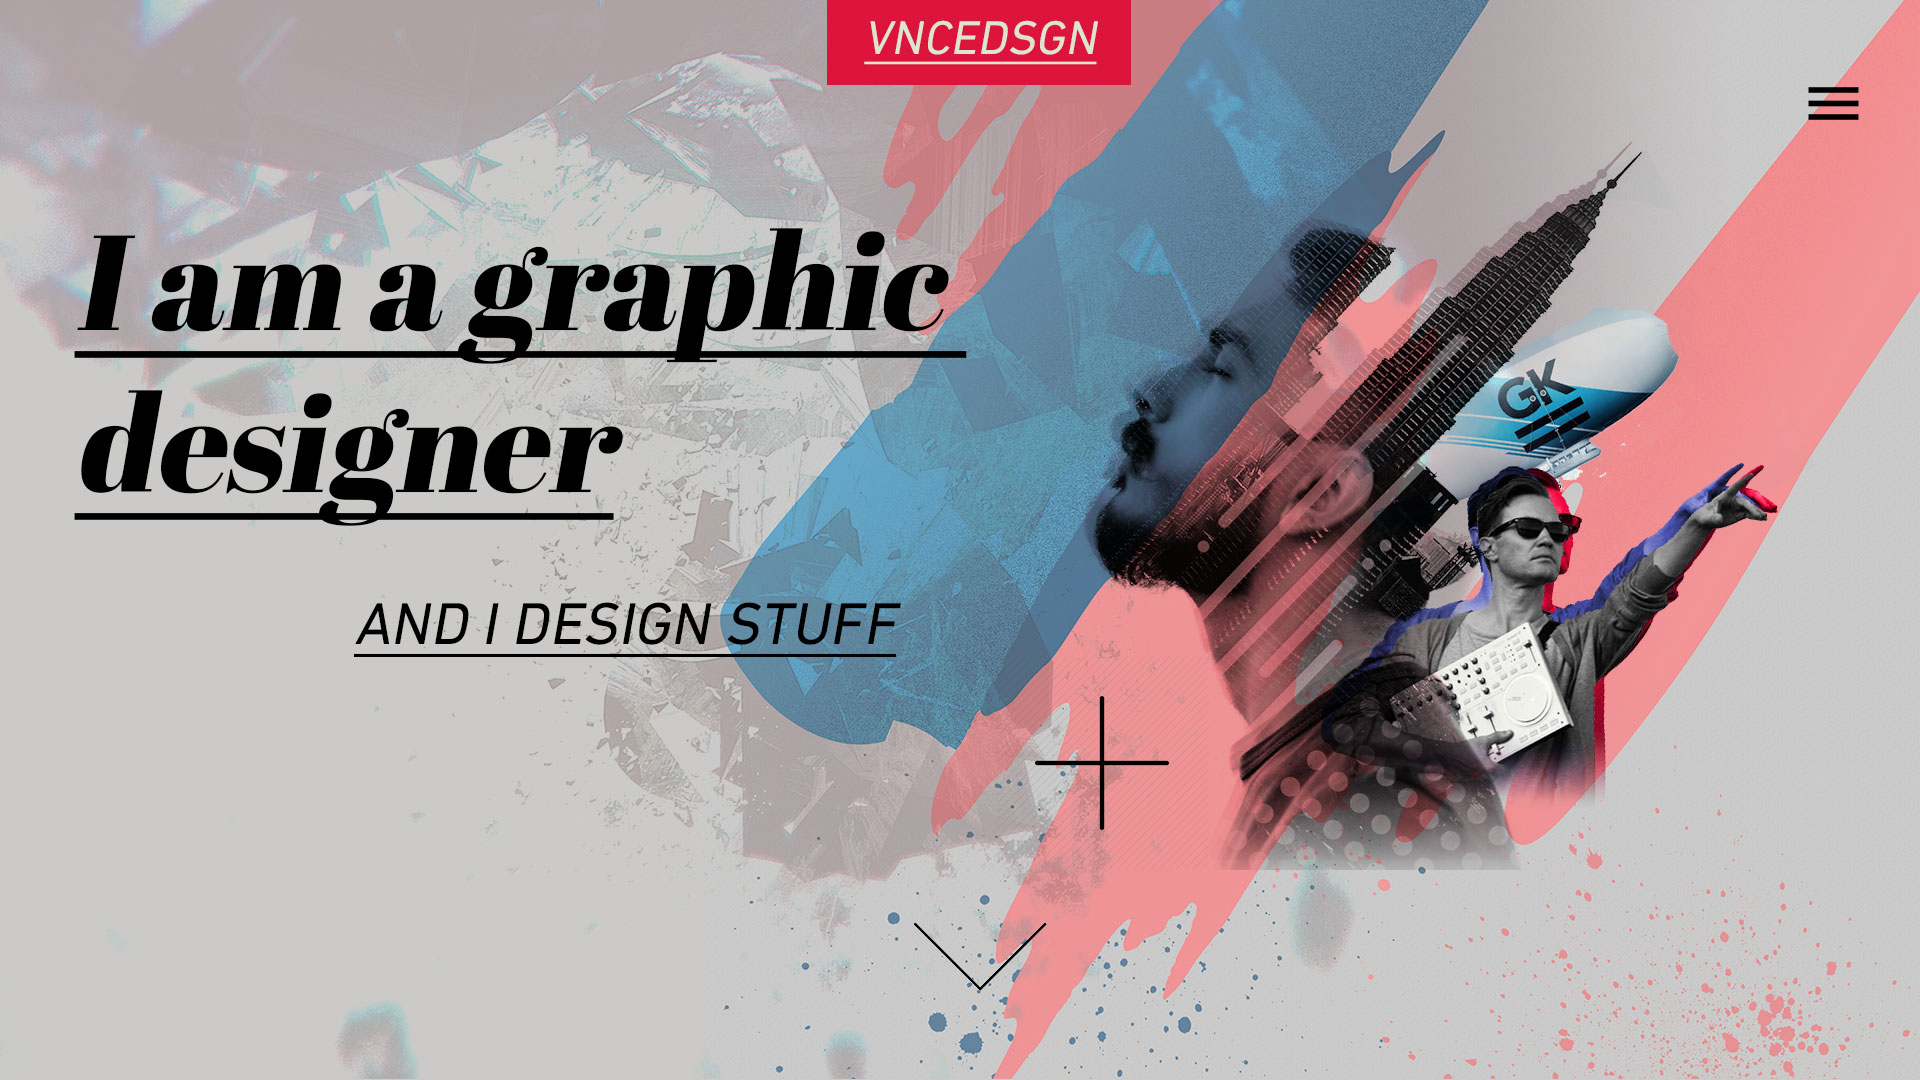 VNCEDSGN
I am a graphic
designer
AND I DESIGN STUFF
G.K